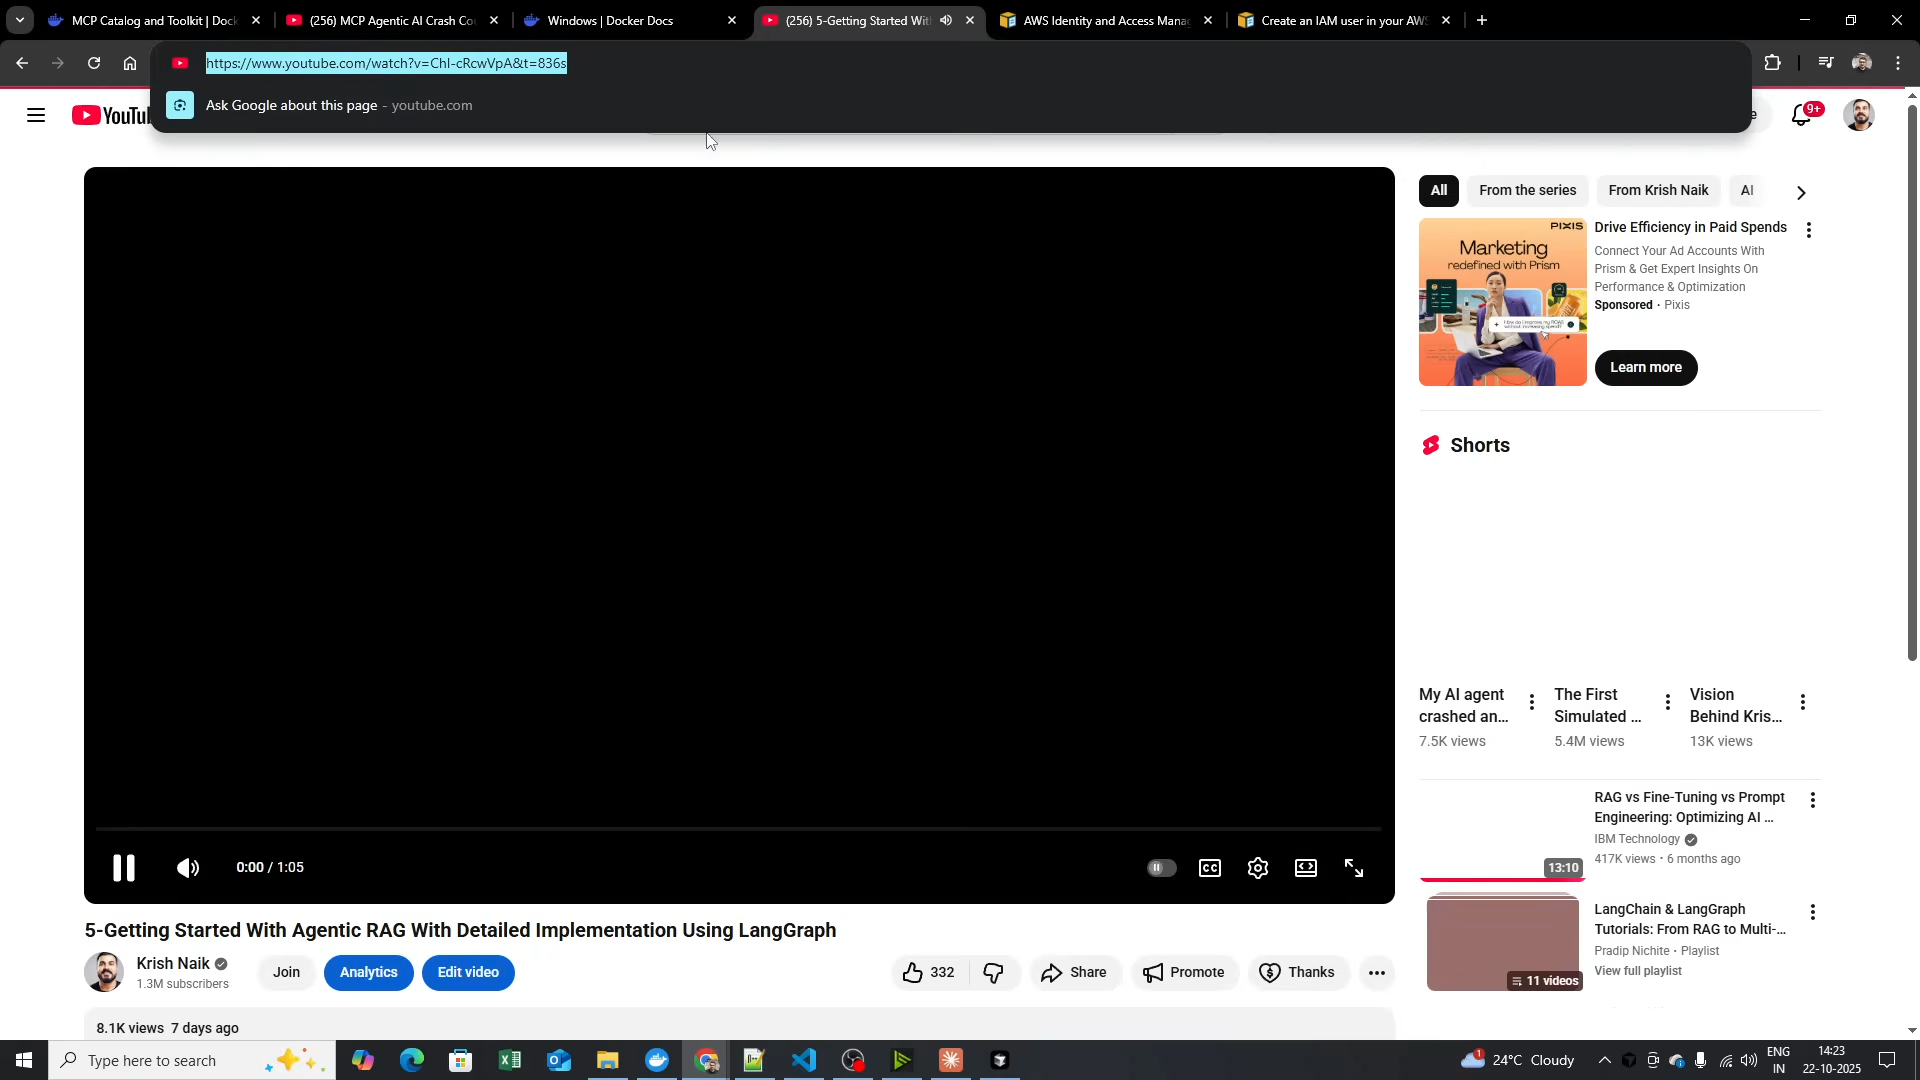 MCP Catalog and Toolkit | Dock
(256) MCP Agentic AI Crash Co
Windows | Docker Docs
(256) 5-Getting Started Wit
AWS Identity and Access Mana
Create an IAM user in your AWS
https://www.youtube.com/watch?v=Chl-cRcwVpA&t=836s
Ask Google about this page - youtube.com
YouTu
e
9+
All
From the series
From Krish Naik
AI
PIXIS
Marketing
redefined with Prism
Drive Efficiency in Paid Spends
Connect Your Ad Accounts With
Prism & Get Expert Insights On
Performance & Optimization
Sponsored · Pixis
Learn more
Shorts
My AI agent
crashed an...
7.5K views
The First
Simulated ...
5.4M views
Vision
Behind Kris...
13K views
0:00 / 1:05
CC
RAG vs Fine-Tuning vs Prompt
Engineering: Optimizing AI ...
IBM Technology
417K views · 6 months ago
13:10
LangChain & LangGraph
Tutorials: From RAG to Multi-...
Pradip Nichite · Playlist
View full playlist
11 videos
5-Getting Started With Agentic RAG With Detailed Implementation Using LangGraph
Krish Naik
1.3M subscribers
Join
Analytics
Edit video
332
Share
Promote
Thanks
8.1K views 7 days ago
Type here to search
1
24°C Cloudy
ENG
IN
14:23
22-10-2025